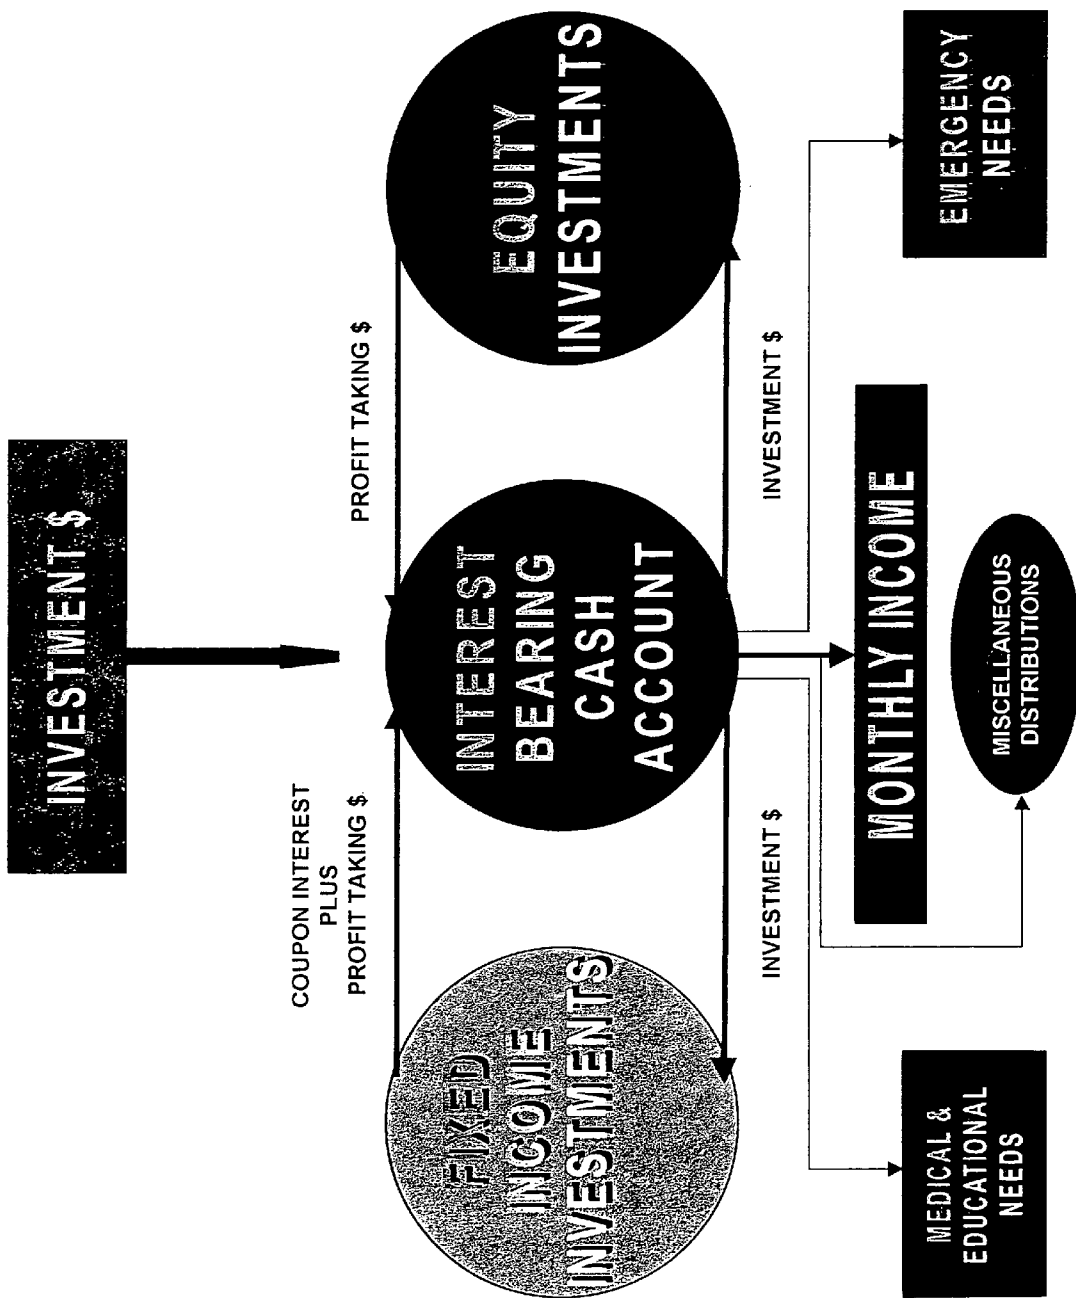 INVESTMENT $
COUPON INTEREST
PLUS
PROFIT TAKING $
PROFIT TAKING $
FIXED
INCOME
INVESTMENTS
INTEREST
BEARING
CASH
ACCOUNT
EQUITY
INVESTMENTS
INVESTMENT $
INVESTMENT $
MONTHLY INCOME
MEDICAL &
EDUCATIONAL
NEEDS
MISCELLANEOUS
DISTRIBUTIONS
EMERGENCY
NEEDS